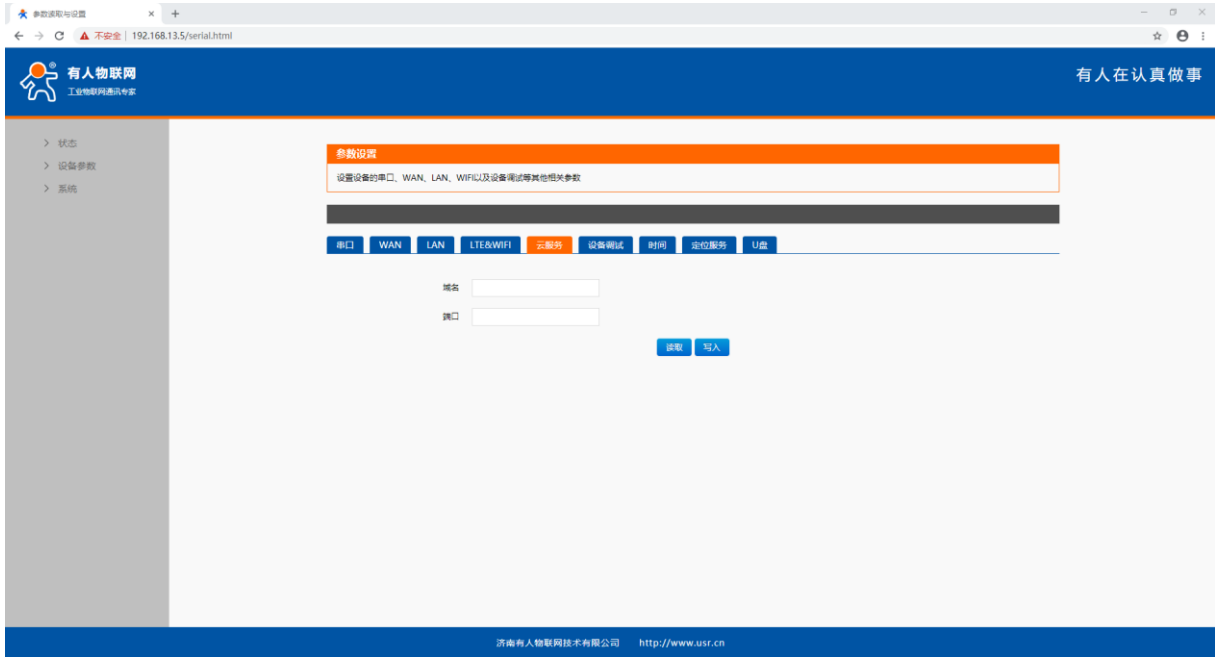 参数读取与设置
不安全 | 192.168.13.5/serial.html
有人物联网
工业物联网通讯专家
有人在认真做事
状态
设备参数
系统
参数设置
设置设备的串口、WAN、LAN、WIFI以及设备调试等其他相关参数
串口 WAN LAN LTE&WIFI 云服务 设备调试 时间 定位服务 U盘
域名
端口
读取 写入
济南有人物联网技术有限公司 http://www.usr.cn